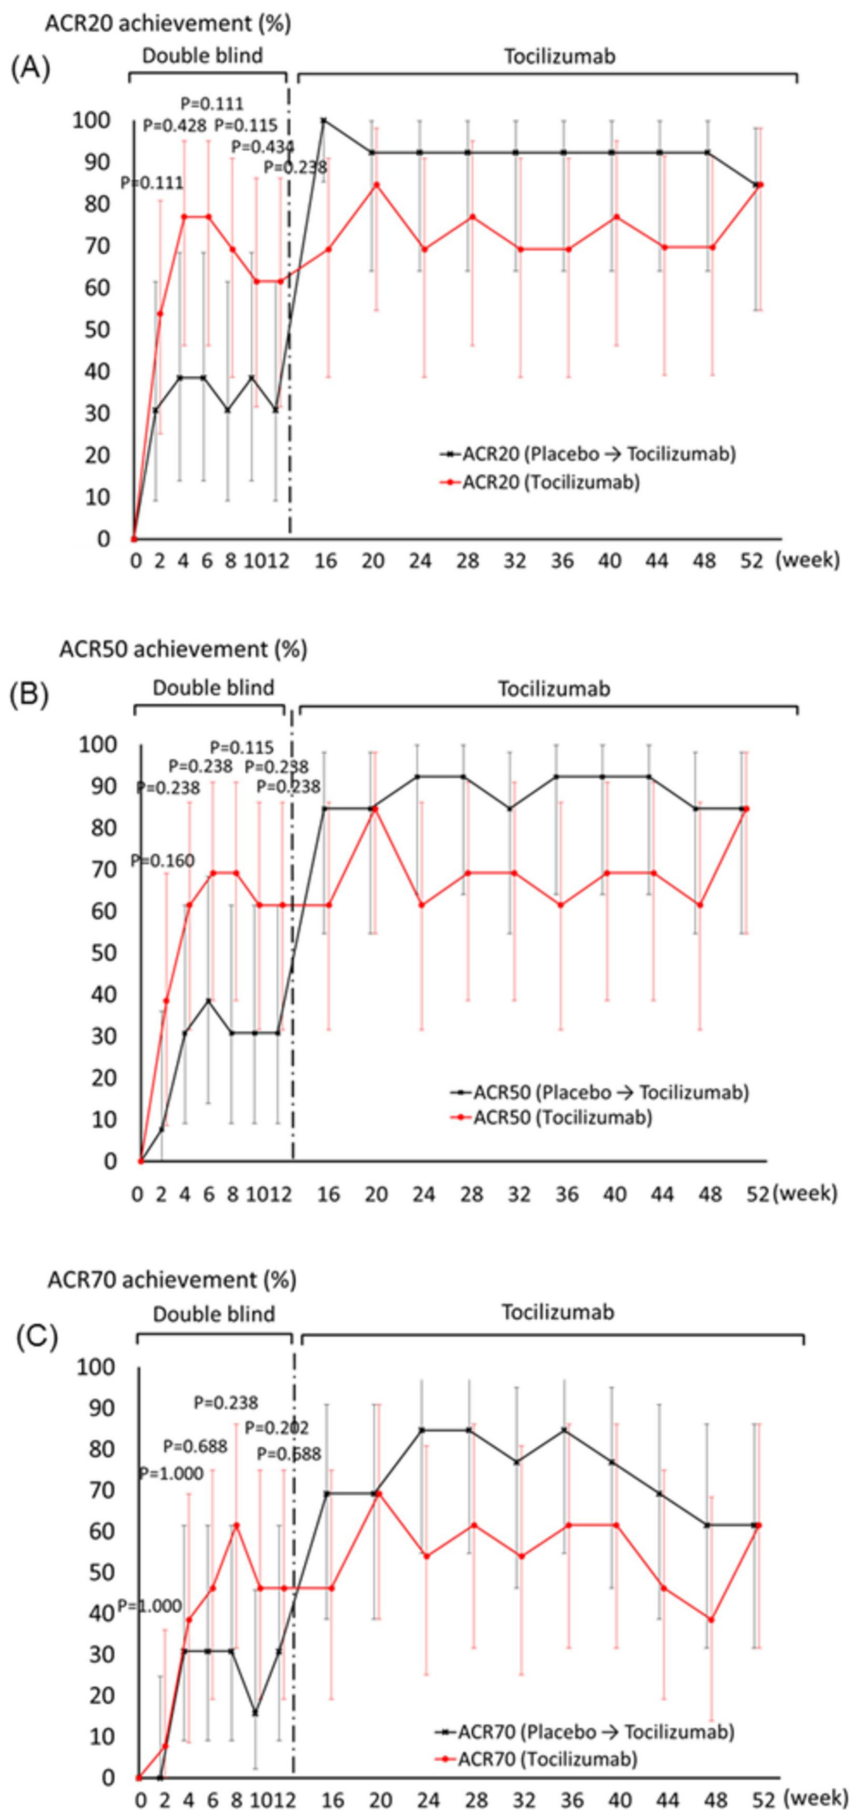 ACR20 achievement (%)
(A)
Double blind
Tocilizumab
P=0.111
P=0.428 P=0.115
P=0.434
P=0.238
P=0.111
100
90
80
70
60
50
40
30
20
10
0
ACR20 (Placebo → Tocilizumab)
ACR20 (Tocilizumab)
0 2 4 6 8 10 12 16 20 24 28 32 36 40 44 48 52 (week)
ACR50 achievement (%)
(B)
Double blind
Tocilizumab
P=0.115
P=0.238 P=0.238
P=0.238 P=0.238
P=0.160
100
90
80
70
60
50
40
30
20
10
0
ACR50 (Placebo → Tocilizumab)
ACR50 (Tocilizumab)
0 2 4 6 8 10 12 16 20 24 28 32 36 40 44 48 52 (week)
ACR70 achievement (%)
(C)
Double blind
Tocilizumab
P=0.238
P=0.202
P=0.688 P=0.688
P=1.000
P=1.000
100
90
80
70
60
50
40
30
20
10
0
ACR70 (Placebo → Tocilizumab)
ACR70 (Tocilizumab)
0 2 4 6 8 10 12 16 20 24 28 32 36 40 44 48 52 (week)